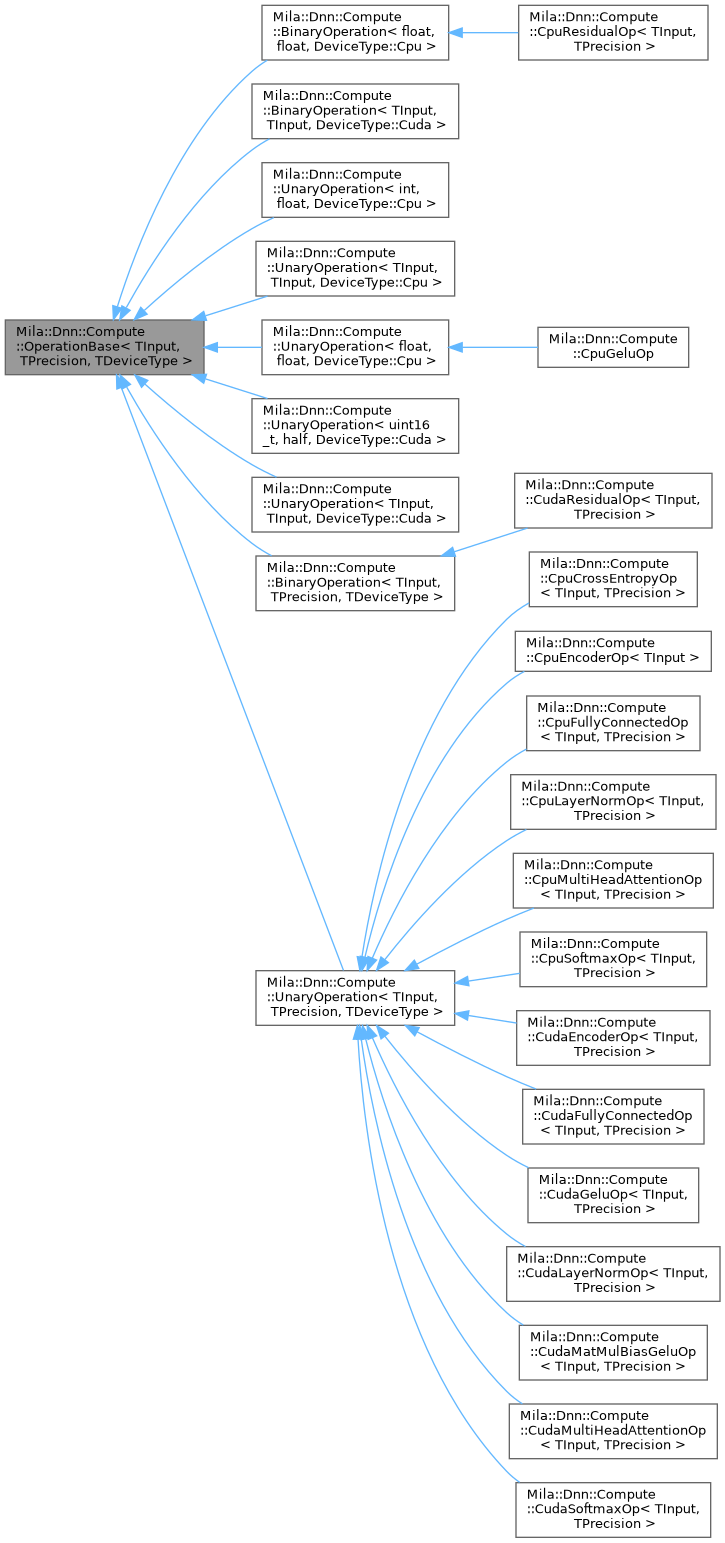 Mila::Dnn::Compute
::OperationBase< TInput,
TPrecision, TDeviceType >
Mila::Dnn::Compute
::BinaryOperation< float,
float, DeviceType::Cpu >
Mila::Dnn::Compute
::CpuResidualOp< TInput,
TPrecision >
Mila::Dnn::Compute
::BinaryOperation< TInput,
TInput, DeviceType::Cuda >
Mila::Dnn::Compute
::UnaryOperation< int,
float, DeviceType::Cpu >
Mila::Dnn::Compute
::UnaryOperation< TInput,
TInput, DeviceType::Cpu >
Mila::Dnn::Compute
::UnaryOperation< float,
float, DeviceType::Cpu >
Mila::Dnn::Compute
::CpuGeluOp
Mila::Dnn::Compute
::UnaryOperation< uint16
_t, half, DeviceType::Cuda >
Mila::Dnn::Compute
::UnaryOperation< TInput,
TInput, DeviceType::Cuda >
Mila::Dnn::Compute
::BinaryOperation< TInput,
TPrecision, TDeviceType >
Mila::Dnn::Compute
::CudaResidualOp< TInput,
TPrecision >
Mila::Dnn::Compute
::UnaryOperation< TInput,
TPrecision, TDeviceType >
Mila::Dnn::Compute
::CpuCrossEntropyOp
< TInput, TPrecision >
Mila::Dnn::Compute
::CpuEncoderOp< TInput >
Mila::Dnn::Compute
::CpuFullyConnectedOp
< TInput, TPrecision >
Mila::Dnn::Compute
::CpuLayerNormOp< TInput,
TPrecision >
Mila::Dnn::Compute
::CpuMultiHeadAttentionOp
< TInput, TPrecision >
Mila::Dnn::Compute
::CpuSoftmaxOp< TInput,
TPrecision >
Mila::Dnn::Compute
::CudaEncoderOp< TInput,
TPrecision >
Mila::Dnn::Compute
::CudaFullyConnectedOp
< TInput, TPrecision >
Mila::Dnn::Compute
::CudaGeluOp< TInput,
TPrecision >
Mila::Dnn::Compute
::CudaLayerNormOp< TInput,
TPrecision >
Mila::Dnn::Compute
::CudaMatMulBiasGeluOp
< TInput, TPrecision >
Mila::Dnn::Compute
::CudaMultiHeadAttentionOp
< TInput, TPrecision >
Mila::Dnn::Compute
::CudaSoftmaxOp< TInput,
TPrecision >